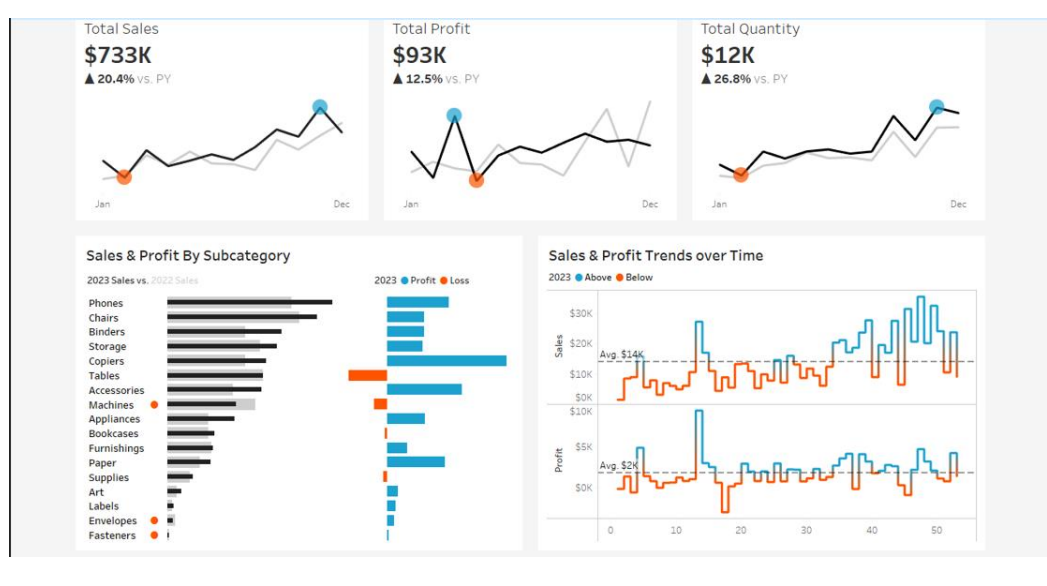 Total Sales
$733K
▲ 20.4% vs. PY
Jan Dec
Total Profit
$93K
▲ 12.5% vs. PY
Jan Dec
Total Quantity
$12K
▲ 26.8% vs. PY
Jan Dec
Sales & Profit By Subcategory
2023 Sales vs. 2022 Sales
2023 Profit Loss
Phones
Chairs
Binders
Storage
Copiers
Tables
Accessories
Machines
Appliances
Bookcases
Furnishings
Paper
Supplies
Art
Labels
Envelopes
Fasteners
Sales & Profit Trends over Time
2023 Above Below
Sales
$30K
$20K
Avg. $14K
$10K
$0K
Profit
$10K
$5K
Avg. $2K
$0K
0 10 20 30 40 50